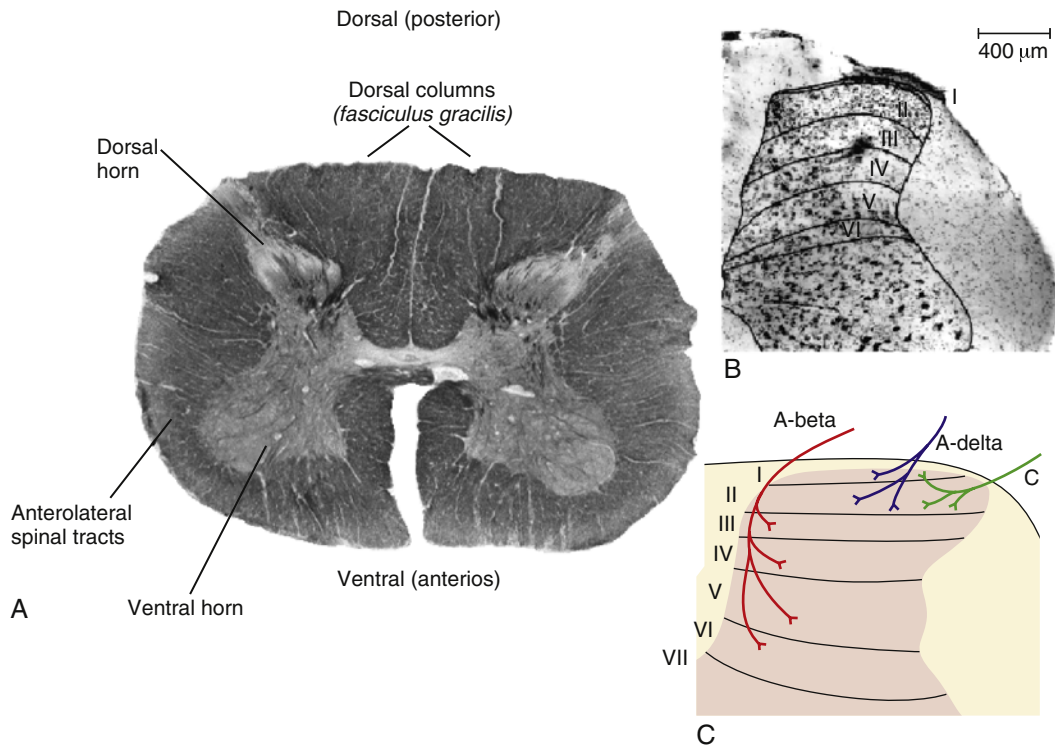 Dorsal (posterior)
Dorsal columns
(fasciculus gracilis)
Dorsal
horn
Anterolateral
spinal tracts
Ventral horn
Ventral (anterios)
A
400 μm
I
II
III
IV
V
VI
B
A-beta
A-delta
C
I
II
III
IV
V
VI
VII
C